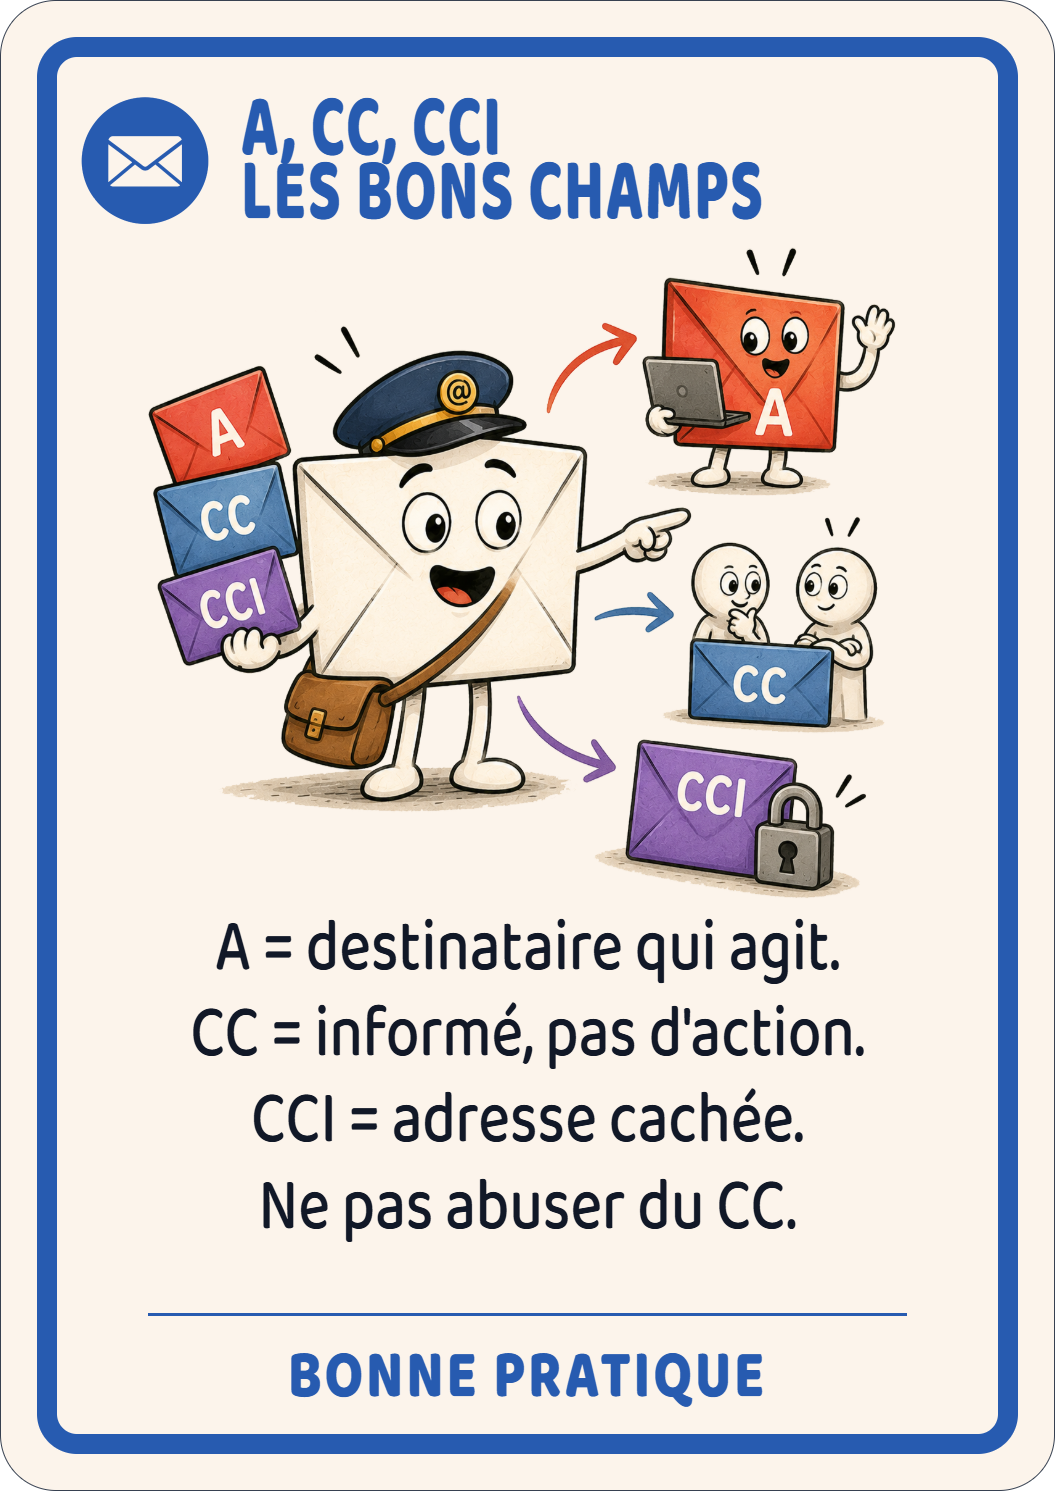 A, CC, CCI
LES BONS CHAMPS
@
A
A
CC
CCI
CC
CCI
A = destinataire qui agit.
CC = informé, pas d'action.
CCI = adresse cachée.
Ne pas abuser du CC.
BONNE PRATIQUE